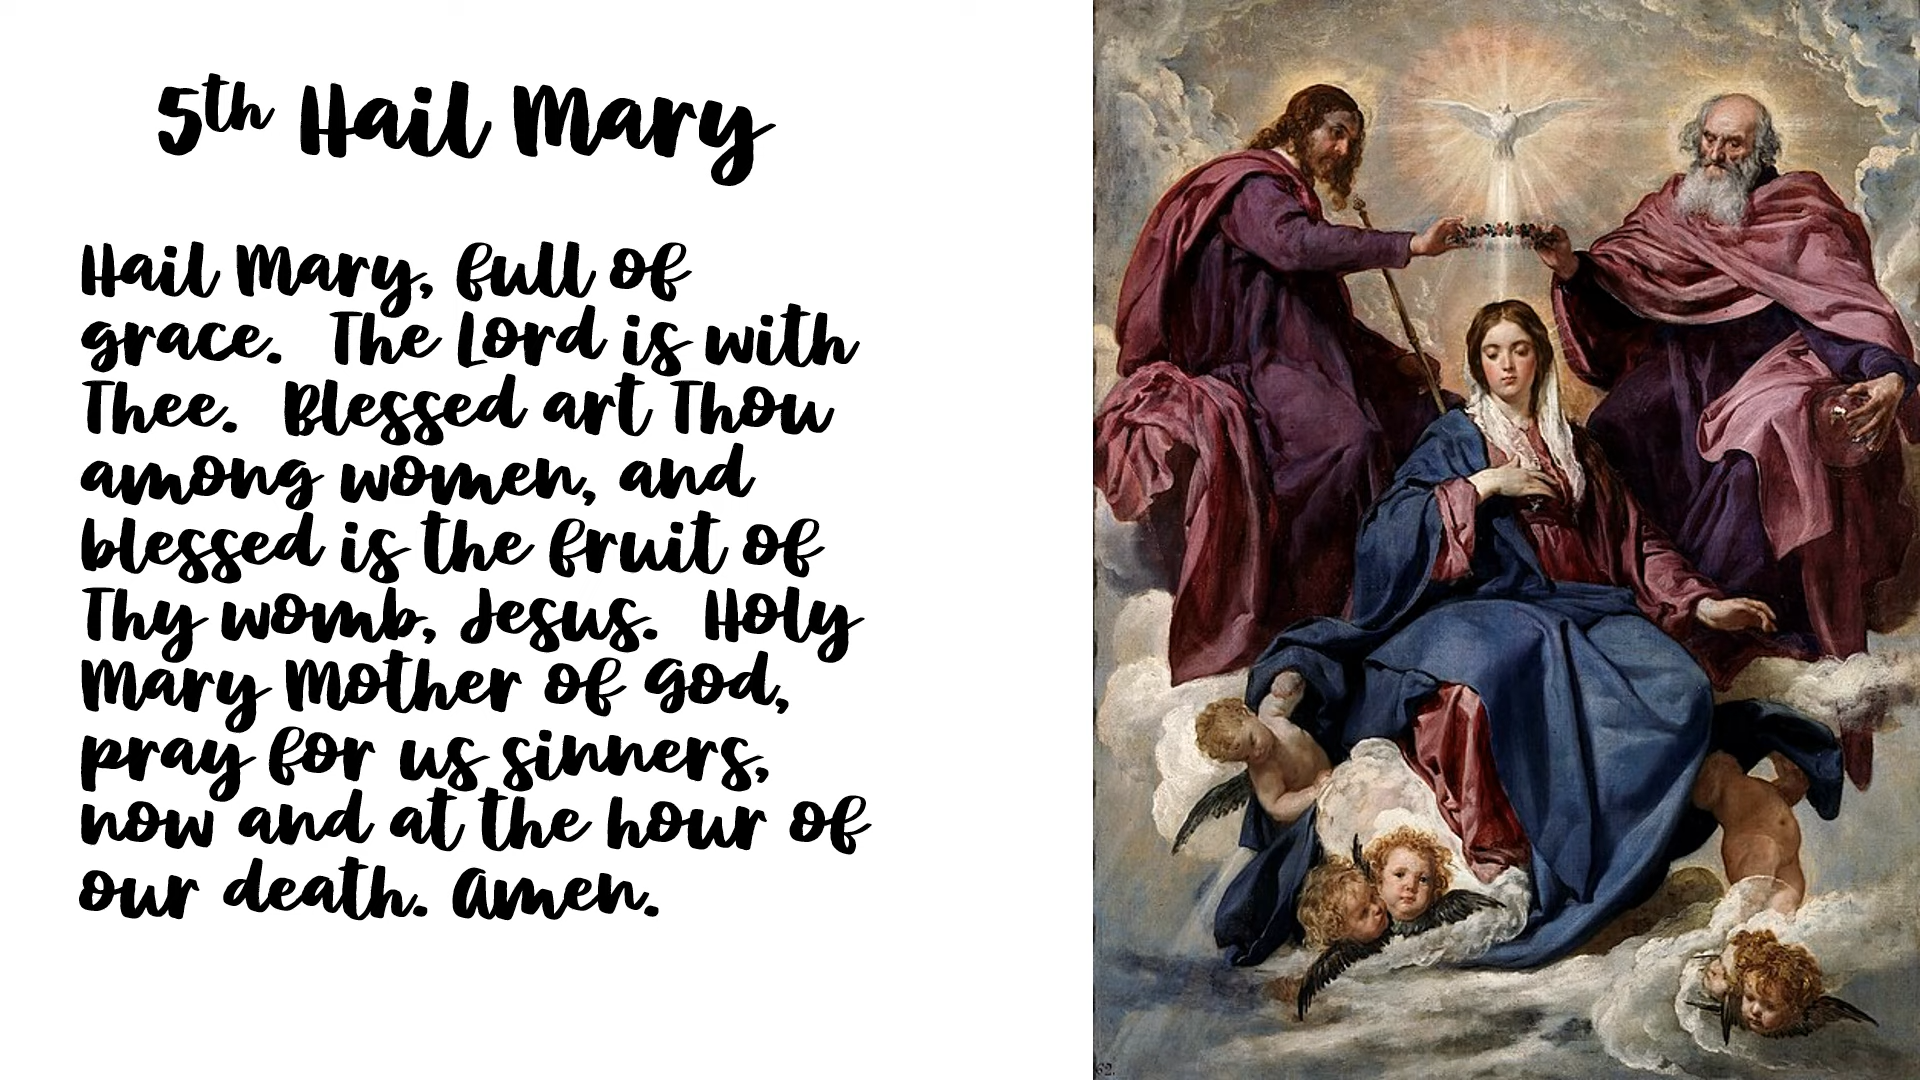 5th Hail Mary
Hail Mary, full of
grace. The Lord is with
Thee. Blessed art Thou
among women, and
blessed is the fruit of
Thy womb, Jesus. Holy
Mary Mother of God,
pray for us sinners,
now and at the hour of
our death. Amen.
62.